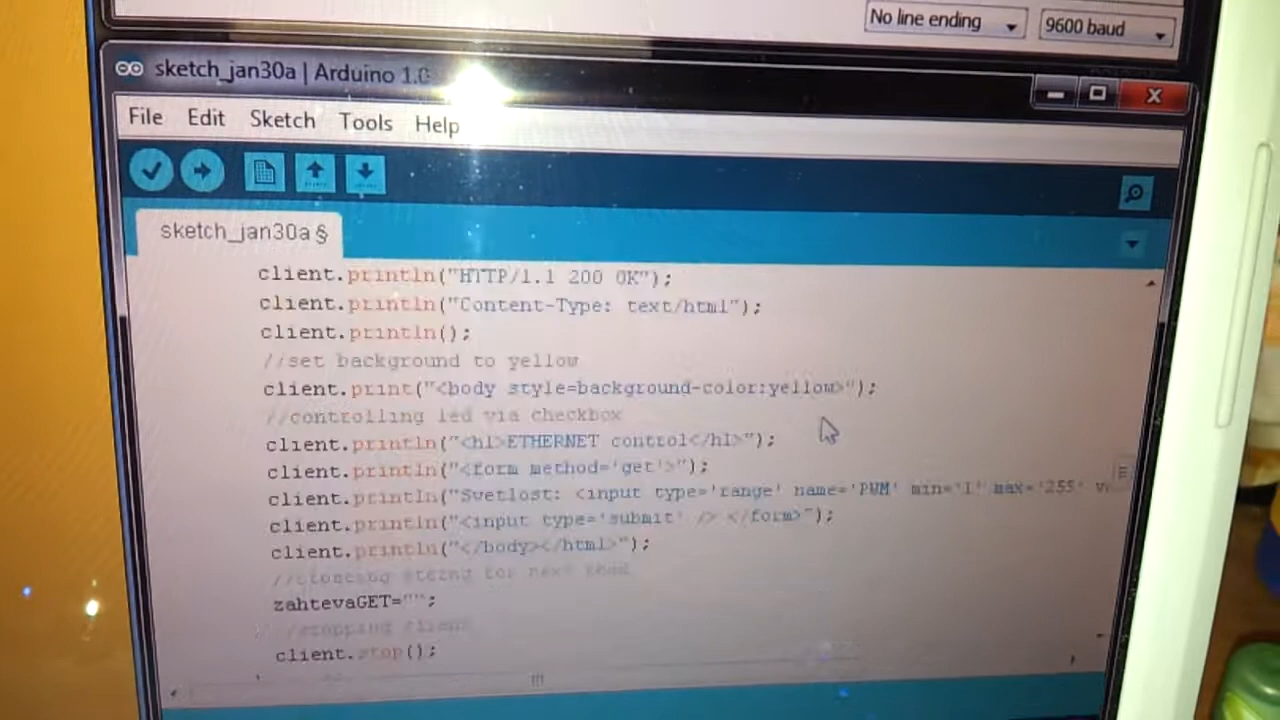 No line ending 9600 baud
sketch_jan30a | Arduino 1.0
File Edit Sketch Tools Help
sketch_jan30a §
client.println("HTTP/1.1 200 OK");
client.println("Content-Type: text/html");
client.println();
//set background to yellow
client.print("<body style=background-color:yellow>");
//controlling led via checkbox
client.println("<h1>ETHERNET control</h1>");
client.println("<form method='get'>");
client.println("Svetlost: <input type='range' name='PWM' min='1' max='255'
client.println("<input type='submit' /> </form>");
client.println("</body></html>");
for next
zahtevaGET="";
//stopping client
client.stop();